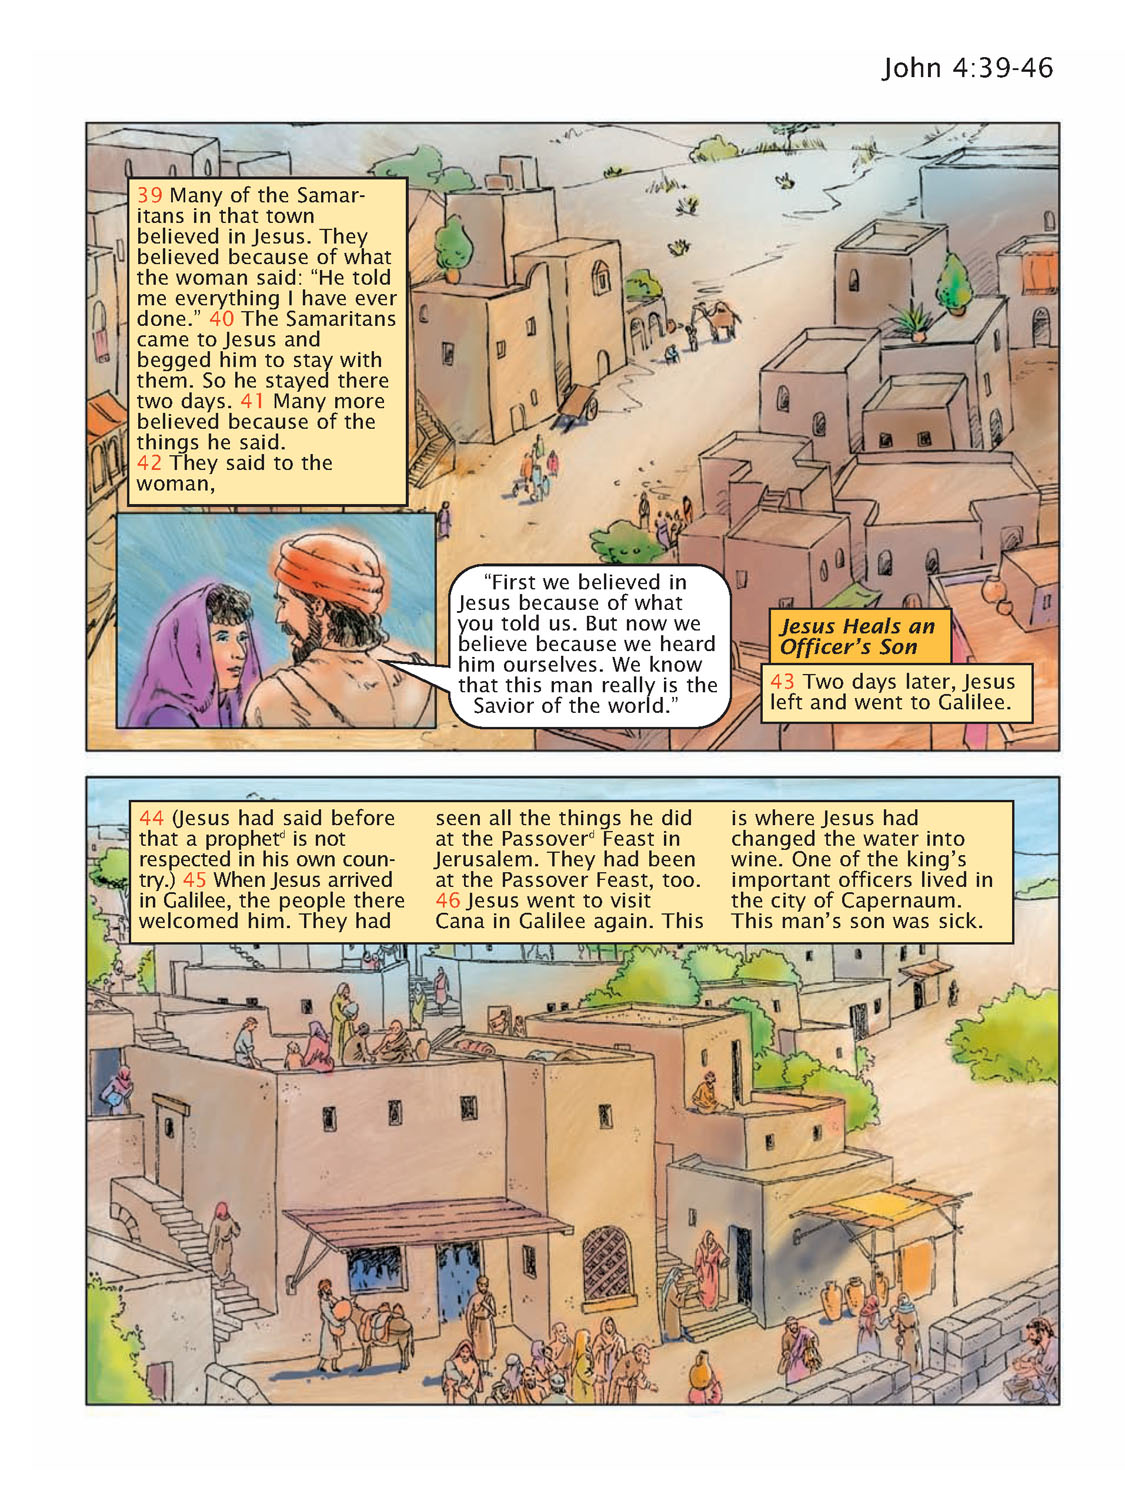 John 4:39-46
39 Many of the Samar-
itans in that town
believed in Jesus. They
believed because of what
the woman said: “He told
me everything I have ever
done.” 40 The Samaritans
came to Jesus and
begged him to stay with
them. So he stayed there
two days. 41 Many more
believed because of the
things he said.
42 They said to the
woman,
“First we believed in
Jesus because of what
you told us. But now we
believe because we heard
him ourselves. We know
that this man really is the
Savior of the world.”
Jesus Heals an
Officer’s Son
43 Two days later, Jesus
left and went to Galilee.
44 (Jesus had said before
that a prophetᵈ is not
respected in his own coun-
try.) 45 When Jesus arrived
in Galilee, the people there
welcomed him. They had
seen all the things he did
at the Passoverᵈ Feast in
Jerusalem. They had been
at the Passover Feast, too.
46 Jesus went to visit
Cana in Galilee again. This
is where Jesus had
changed the water into
wine. One of the king’s
important officers lived in
the city of Capernaum.
This man’s son was sick.